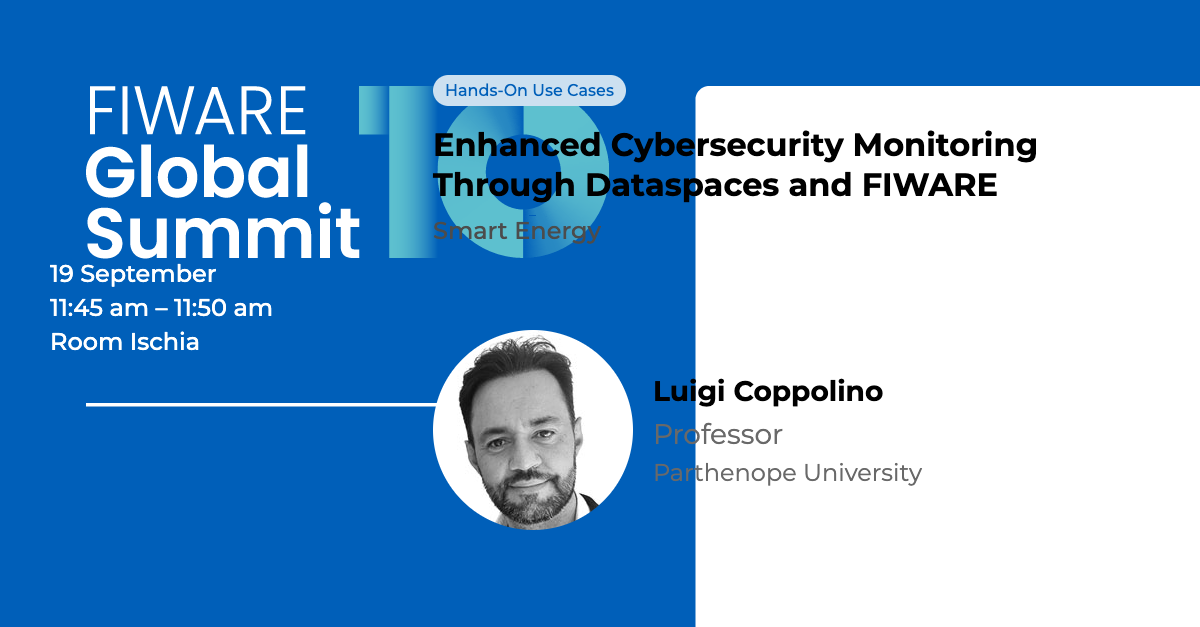 FIWARE
Global
Summit
10
19 September
11:45 am – 11:50 am
Room Ischia
Hands-On Use Cases
Enhanced Cybersecurity Monitoring
Through Dataspaces and FIWARE
Smart Energy
Luigi Coppolino
Professor
Parthenope University